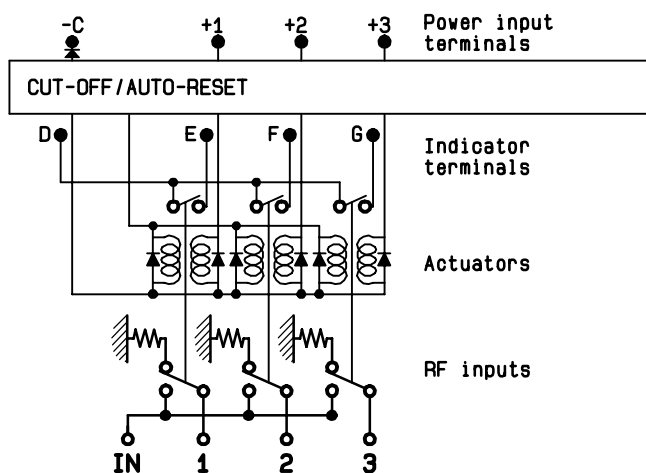 -C +1 +2 +3 Power input
terminals
CUT-OFF/AUTO-RESET
D E F G Indicator
terminals
Actuators
RF inputs
IN 1 2 3